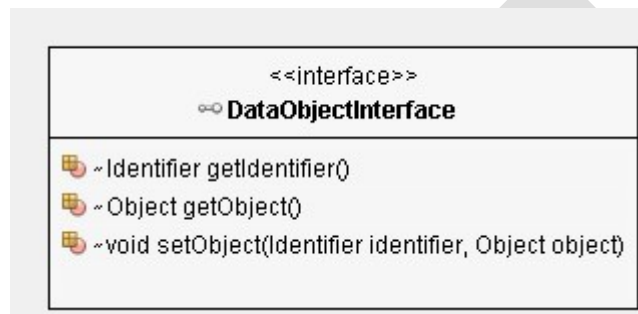 <<interface>>
DataObjectInterface
~Identifier getIdentifier()
~Object getObject()
~void setObject(Identifier identifier, Object object)